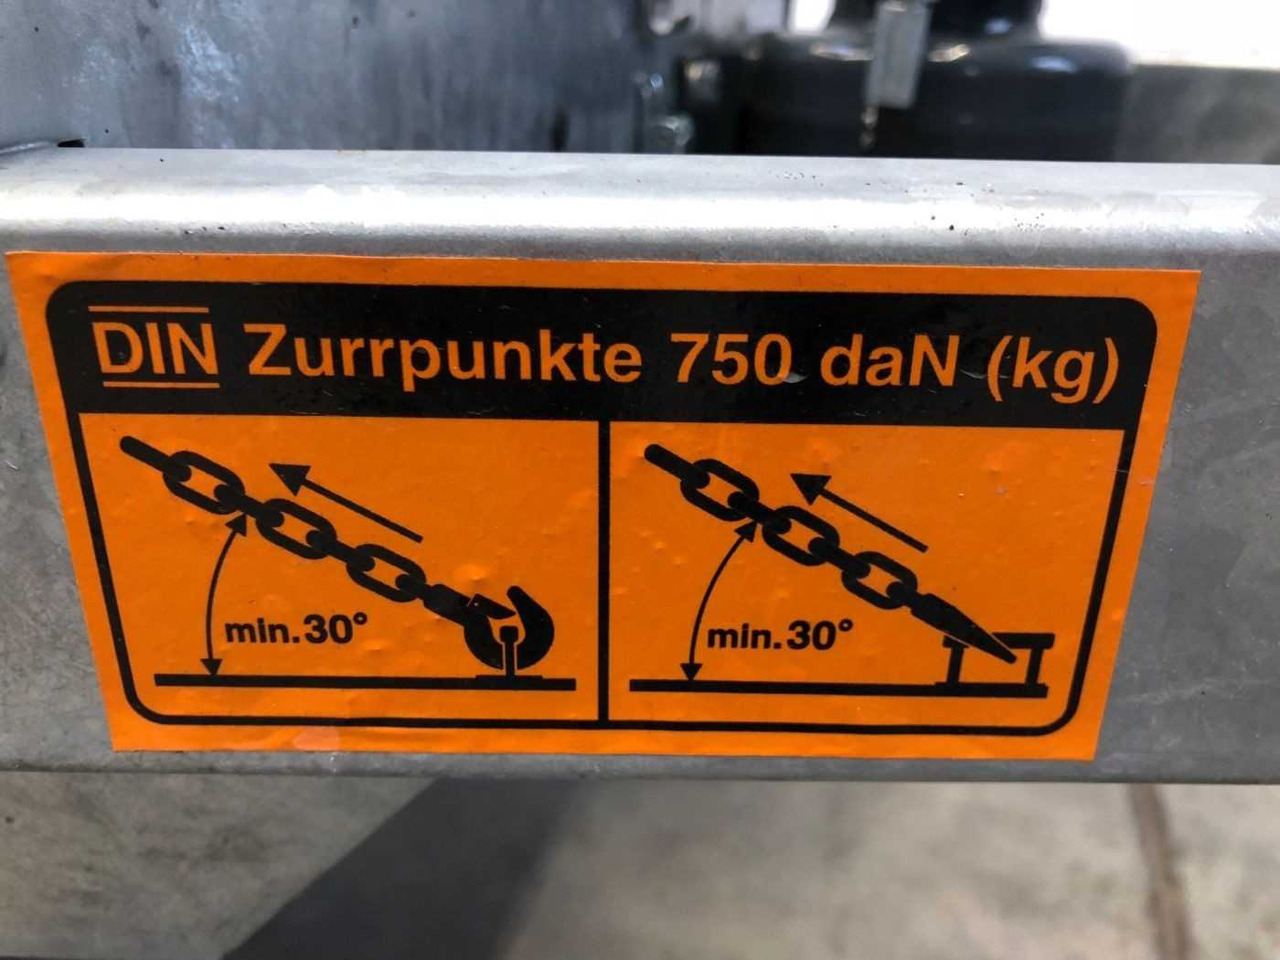 DIN Zurrpunkte 750 daN (kg)
min. 30°
min. 30°